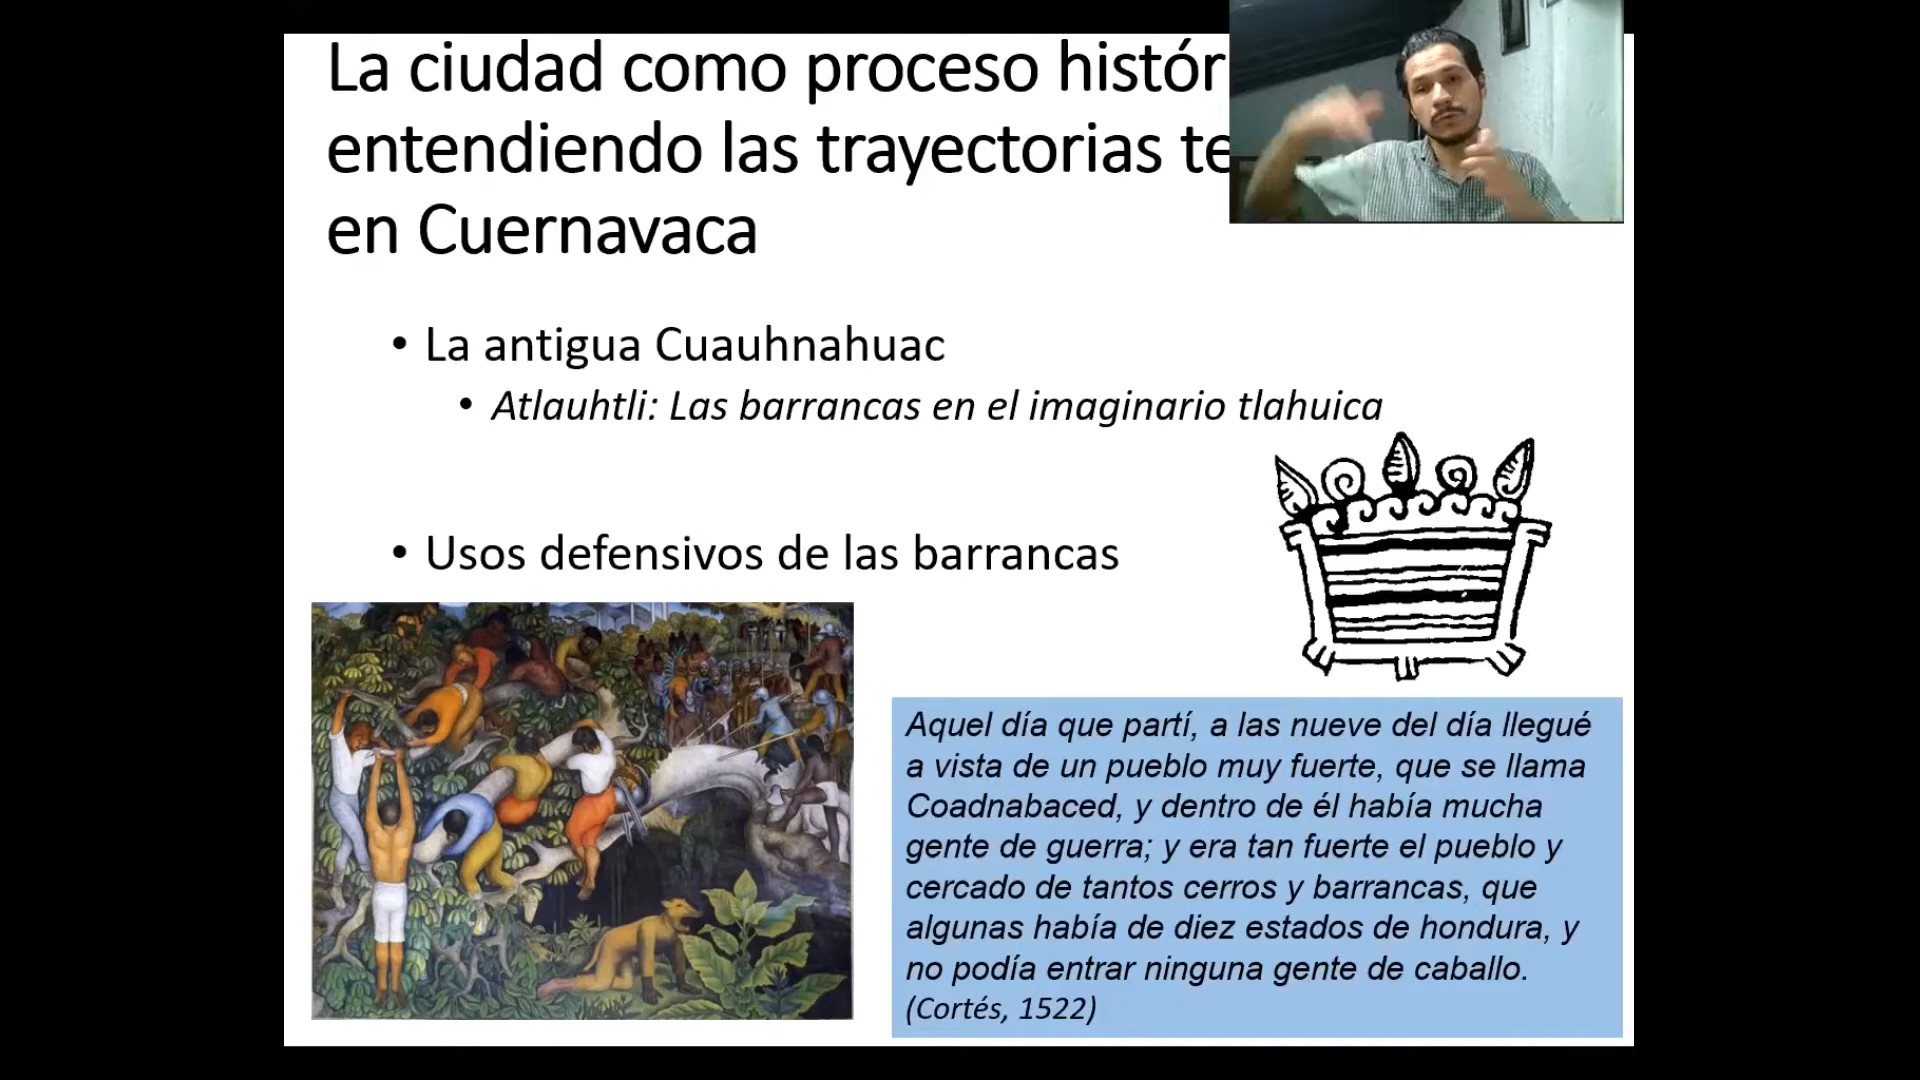 La ciudad como proceso histór
entendiendo las trayectorias te
en Cuernavaca
• La antigua Cuauhnahuac
• Atlauhtli: Las barrancas en el imaginario tlahuica
• Usos defensivos de las barrancas
Aquel día que partí, a las nueve del día llegué
a vista de un pueblo muy fuerte, que se llama
Coadnabaced, y dentro de él había mucha
gente de guerra; y era tan fuerte el pueblo y
cercado de tantos cerros y barrancas, que
algunas había de diez estados de hondura, y
no podía entrar ninguna gente de caballo.
(Cortés, 1522)